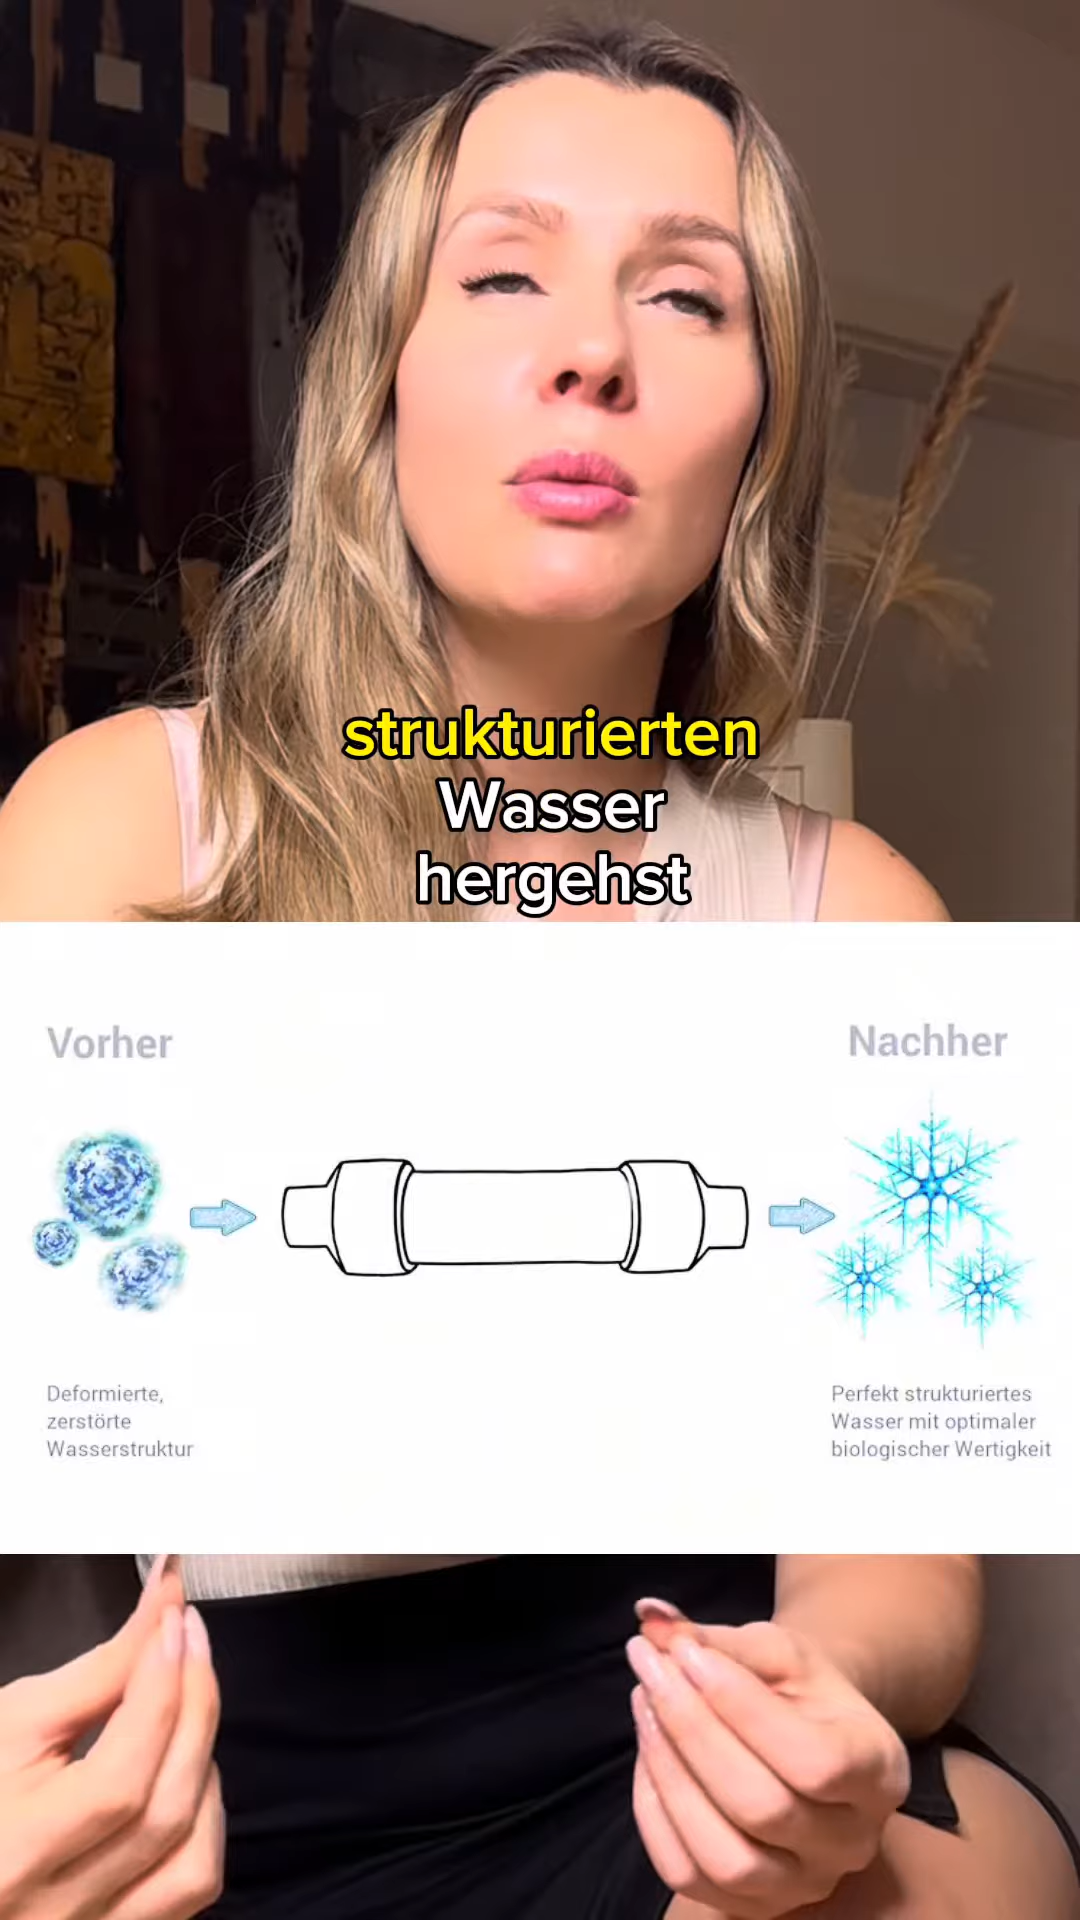 strukturierten
Wasser
hergehst
Vorher
Nachher
Deformierte,
zerstörte
Wasserstruktur
Perfekt strukturiertes
Wasser mit optimaler
biologischer Wertigkeit